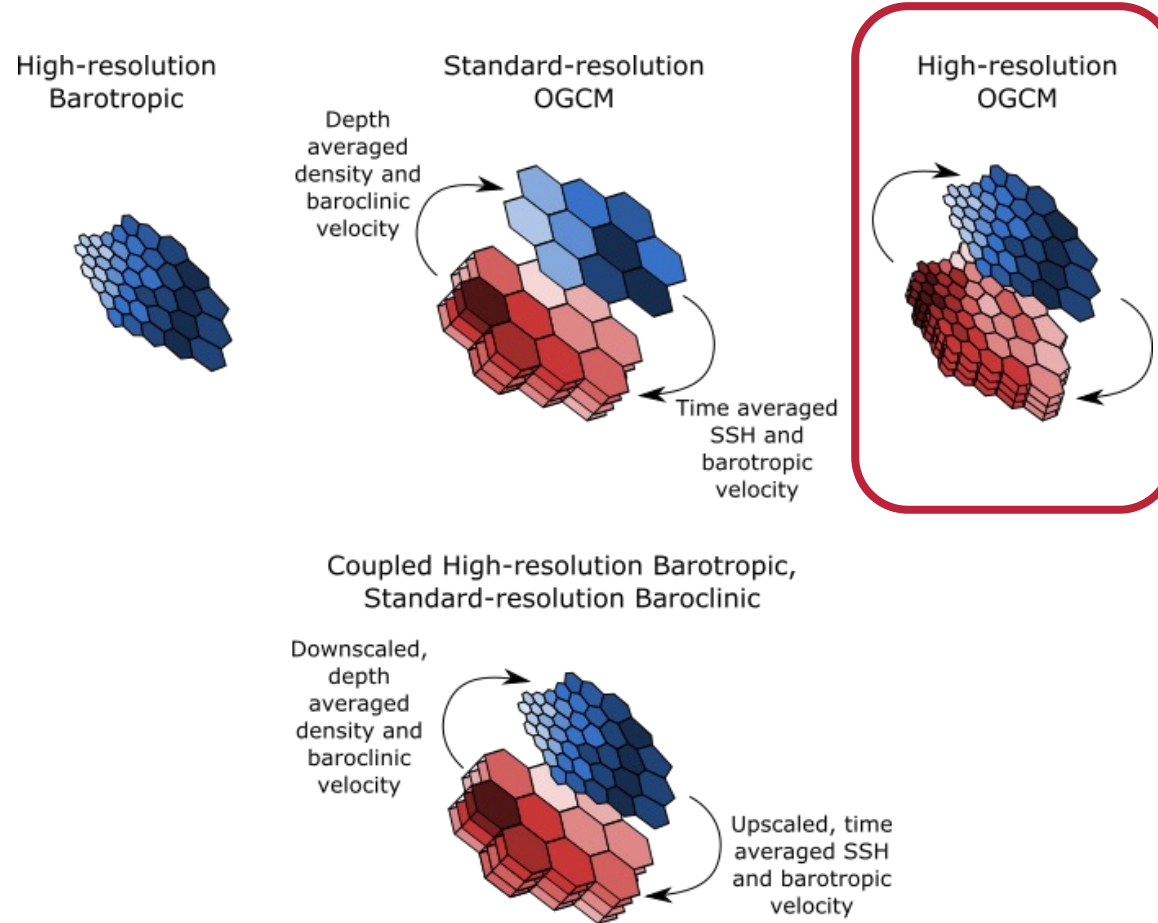 High-resolution
Barotropic
Standard-resolution
OGCM
High-resolution
OGCM
Depth
averaged
density and
baroclinic
velocity
Time averaged
SSH and
barotropic
velocity
Coupled High-resolution Barotropic,
Standard-resolution Baroclinic
Downscaled,
depth
averaged
density and
baroclinic
velocity
Upscaled, time
averaged SSH
and barotropic
velocity